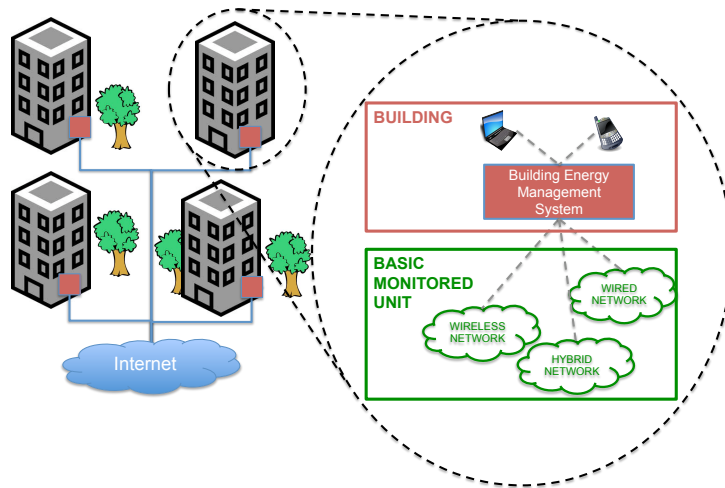 BUILDING
Building Energy
Management
System
BASIC
MONITORED
UNIT
WIRED
NETWORK
WIRELESS
NETWORK
HYBRID
NETWORK
Internet